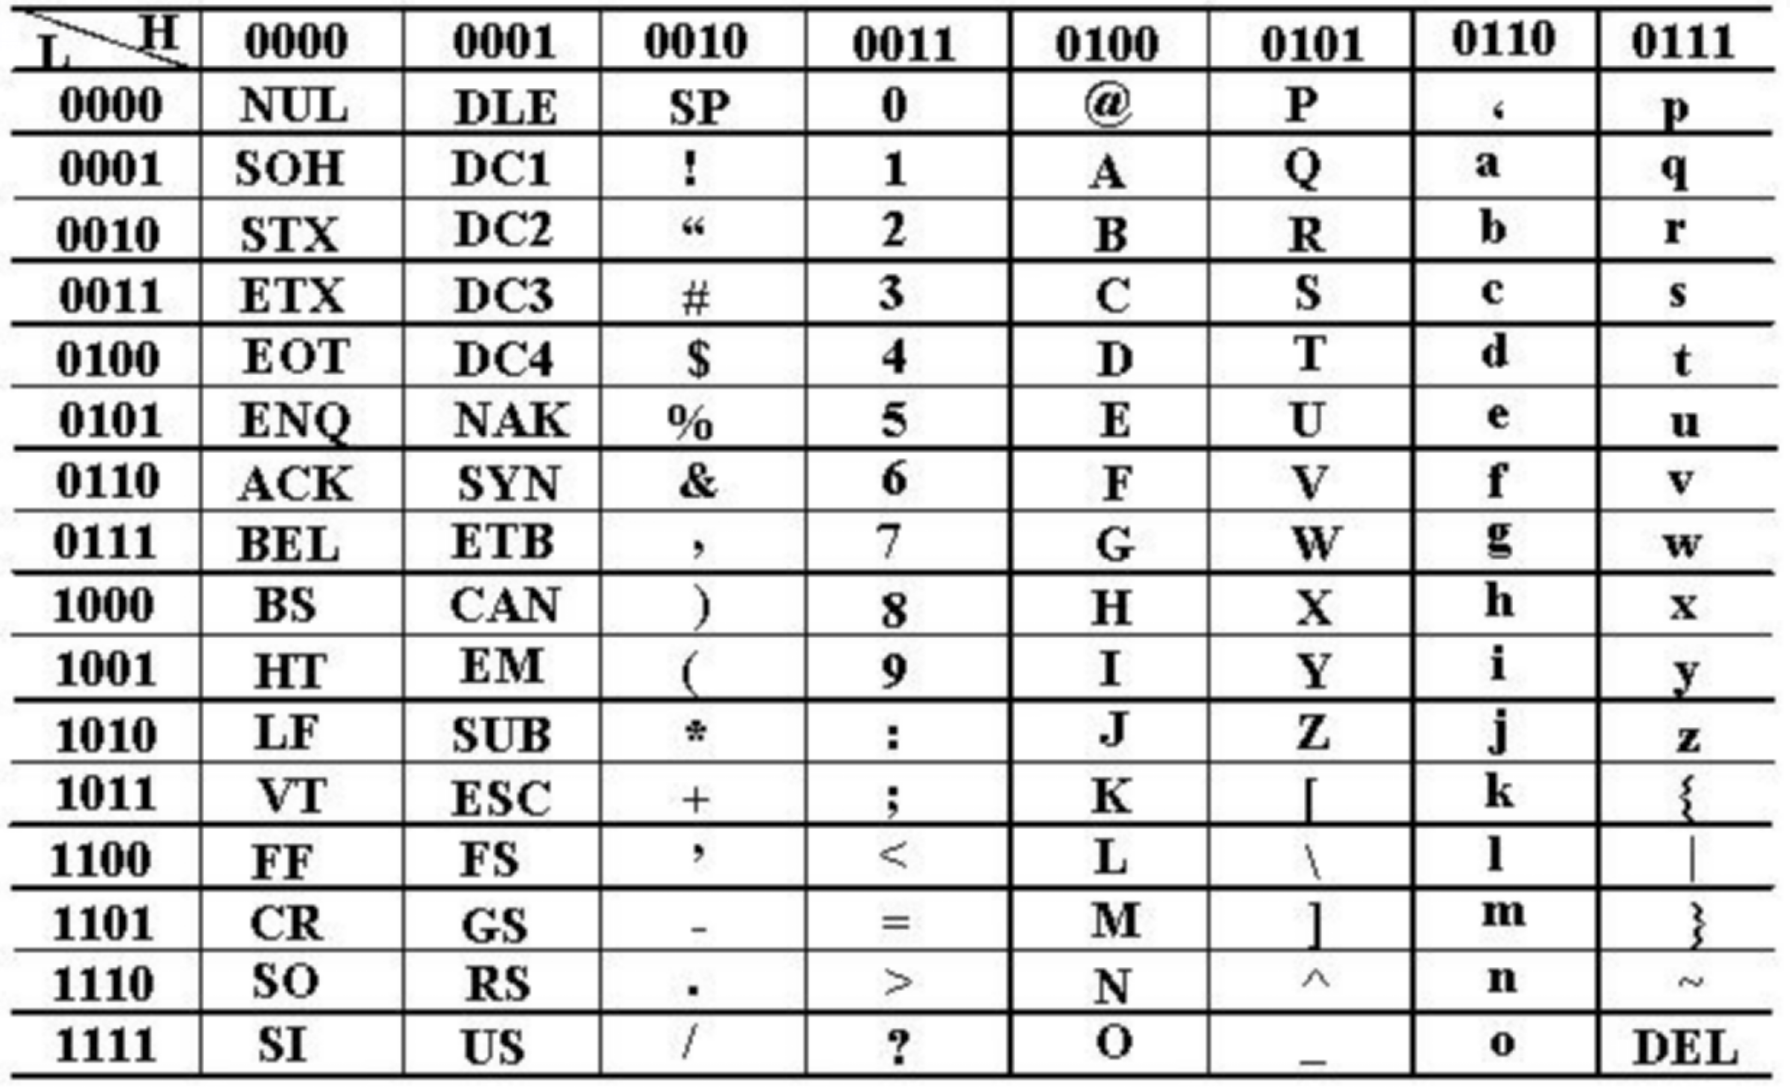 L H 0000 0001 0010 0011 0100 0101 0110 0111
0000 NUL DLE SP 0 @ P ‘ p
0001 SOH DC1 ! 1 A Q a q
0010 STX DC2 “ 2 B R b r
0011 ETX DC3 # 3 C S c s
0100 EOT DC4 $ 4 D T d t
0101 ENQ NAK % 5 E U e u
0110 ACK SYN & 6 F V f v
0111 BEL ETB ’ 7 G W g w
1000 BS CAN ) 8 H X h x
1001 HT EM ( 9 I Y i y
1010 LF SUB * : J Z j z
1011 VT ESC + ; K [ k {
1100 FF FS ’ < L \ l |
1101 CR GS - = M ] m }
1110 SO RS . > N ^ n ~
1111 SI US / ? O _ o DEL